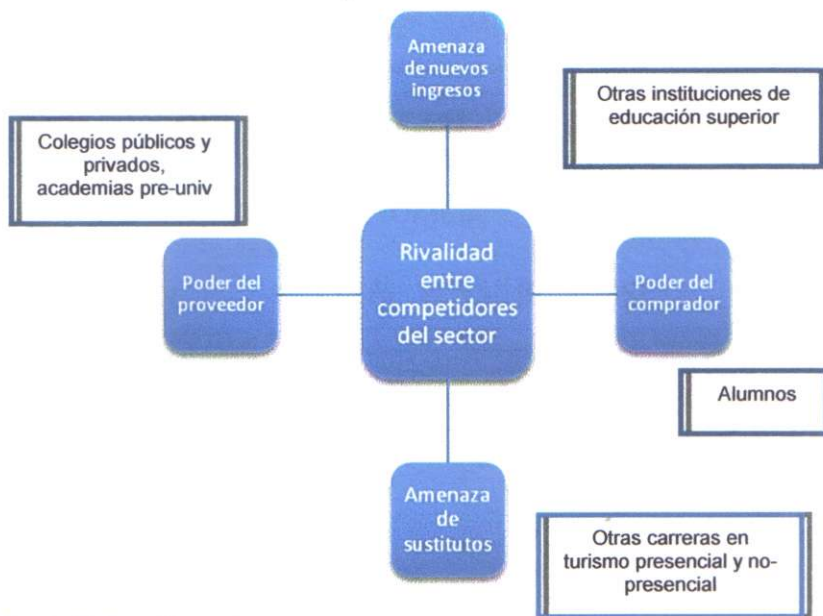 Amenaza
de nuevos
ingresos
Otras instituciones de
educación superior
Colegios públicos y
privados,
academias pre-univ
Poder del
proveedor
Rivalidad
entre
competidores
del sector
Poder del
comprador
Alumnos
Amenaza
de
sustitutos
Otras carreras en
turismo presencial y no-
presencial